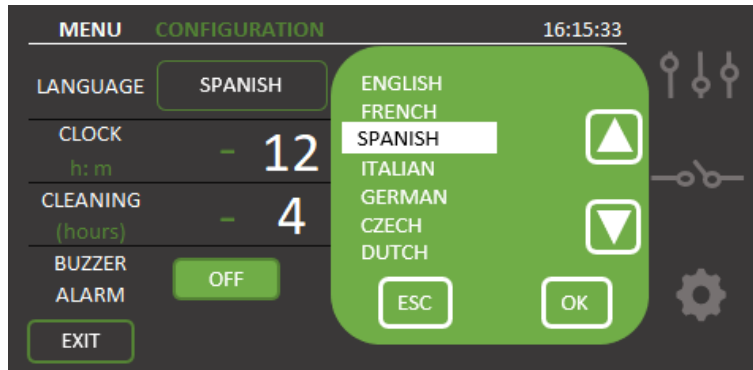 MENU CONFIGURATION 16:15:33
LANGUAGE SPANISH
CLOCK
h: m
- 12
CLEANING
(hours)
- 4
BUZZER
ALARM
OFF
EXIT
ENGLISH
FRENCH
SPANISH
ITALIAN
GERMAN
CZECH
DUTCH
ESC OK